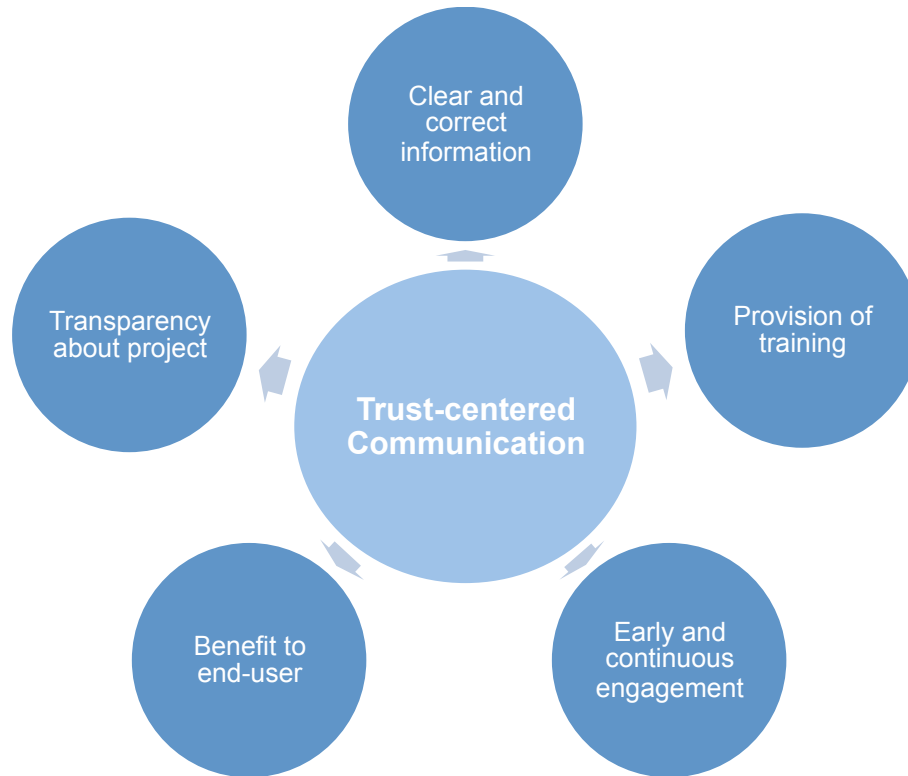 Clear and
correct
information
Transparency
about project
Provision of
training
Trust-centered
Communication
Benefit to
end-user
Early and
continuous
engagement